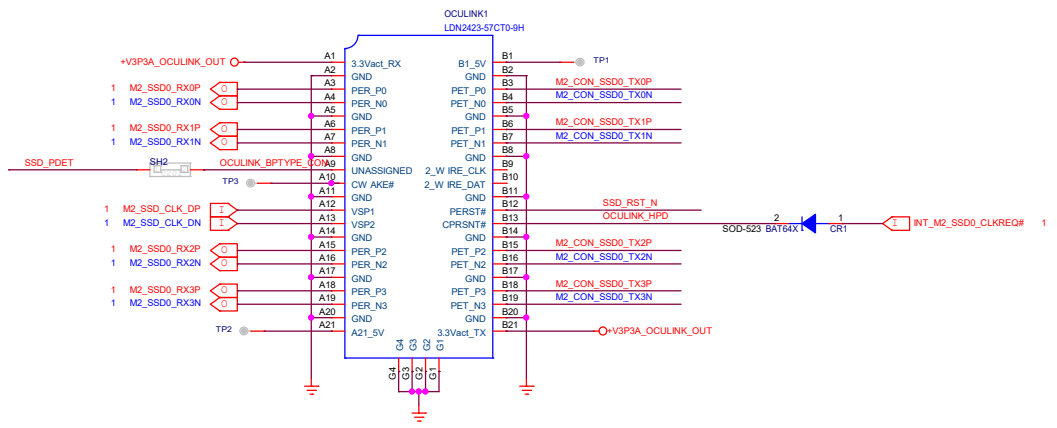 OCULINK1
LDN2423-57CT0-9H
+V3P3A_OCULINK_OUT A1 3.3Vact_RX B1_5V B1 TP1
A2 GND GND B2
1 M2_SSD0_RX0P O A3 PER_P0 PET_P0 B3 M2_CON_SSD0_TX0P
1 M2_SSD0_RX0N O A4 PER_N0 PET_N0 B4 M2_CON_SSD0_TX0N
A5 GND GND B5
1 M2_SSD0_RX1P O A6 PER_P1 PET_P1 B6 M2_CON_SSD0_TX1P
1 M2_SSD0_RX1N O A7 PER_N1 PET_N1 B7 M2_CON_SSD0_TX1N
A8 GND GND B8
SSD_PDET SH2 OCULINK_BPTYPE_CON A9 UNASSIGNED 2_W IRE_CLK B9
TP3 A10 CW AKE# 2_W IRE_DAT B10
A11 GND GND B11
1 M2_SSD_CLK_DP I A12 VSP1 PERST# B12 SSD_RST_N
1 M2_SSD_CLK_DN I A13 VSP2 CPRSNT# B13 OCULINK_HPD 2 1 INT_M2_SSD0_CLKREQ# I 1
SOD-523 BAT64X CR1
A14 GND GND B14
1 M2_SSD0_RX2P O A15 PER_P2 PET_P2 B15 M2_CON_SSD0_TX2P
1 M2_SSD0_RX2N O A16 PER_N2 PET_N2 B16 M2_CON_SSD0_TX2N
A17 GND GND B17
1 M2_SSD0_RX3P O A18 PER_P3 PET_P3 B18 M2_CON_SSD0_TX3P
1 M2_SSD0_RX3N O A19 PER_N3 PET_N3 B19 M2_CON_SSD0_TX3N
A20 GND GND B20
TP2 A21 A21_5V 3.3Vact_TX B21 +V3P3A_OCULINK_OUT
G4 G3 G2 G1
G4 G3 G2 G1